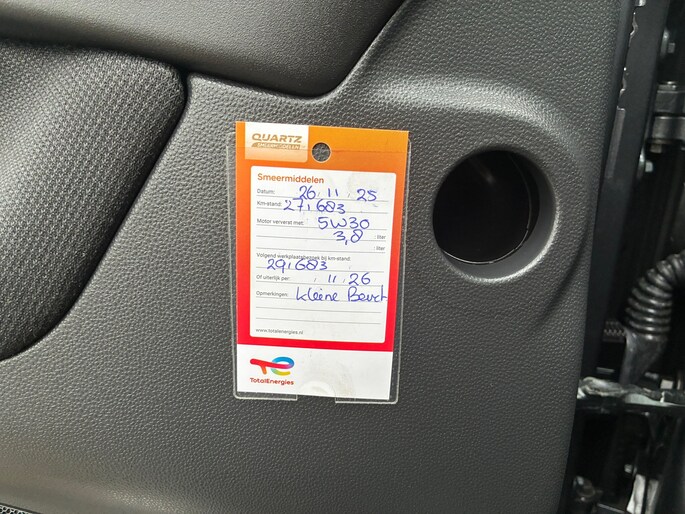 QUARTZ
SMEERMIDDELEN
Smeermiddelen
Datum: 26 11 25
Km-stand: 271683
Motor ververst met: 5W30
3,8 liter
liter
Volgend werkplaatsbezoek bij km-stand:
291683
Of uiterlijk per: 11 26
Opmerkingen: kleine Beurt
www.totalenergies.nl
TotalEnergies